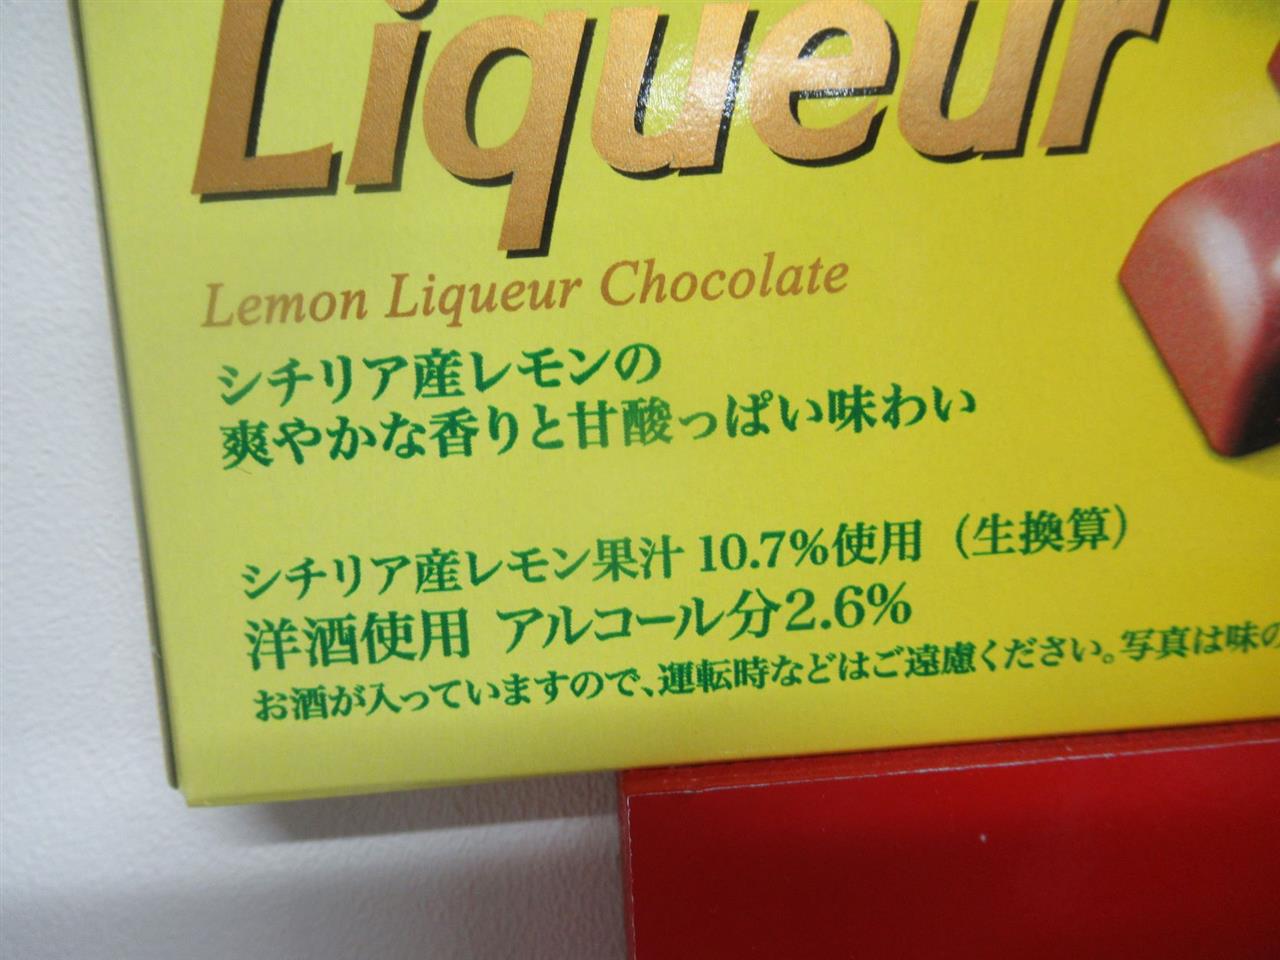 Liqueur
Lemon Liqueur Chocolate
シチリア産レモンの
爽やかな香りと甘酸っぱい味わい
シチリア産レモン果汁 10.7%使用（生換算）
洋酒使用 アルコール分2.6%
お酒が入っていますので、運転時などはご遠慮ください。写真は味の